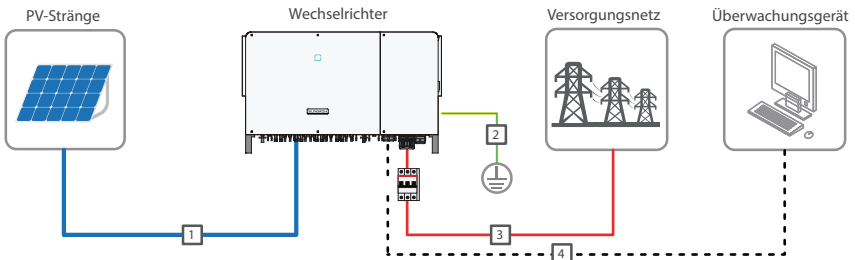 PV-Stränge
Wechselrichter
Versorgungsnetz
Überwachungsgerät
2
1
3
4